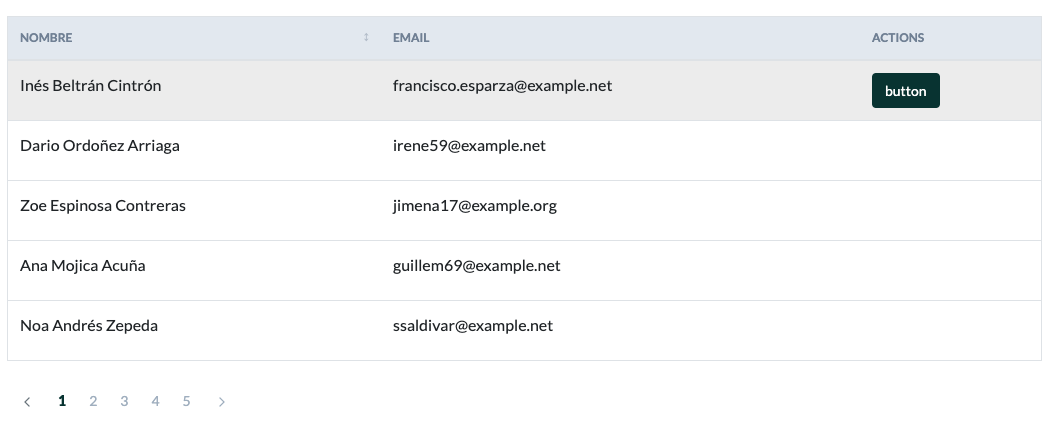 NOMBRE EMAIL ACTIONS
Inés Beltrán Cintrón francisco.esparza@example.net button
Dario Ordoñez Arriaga irene59@example.net
Zoe Espinosa Contreras jimena17@example.org
Ana Mojica Acuña guillem69@example.net
Noa Andrés Zepeda ssaldivar@example.net
1 2 3 4 5